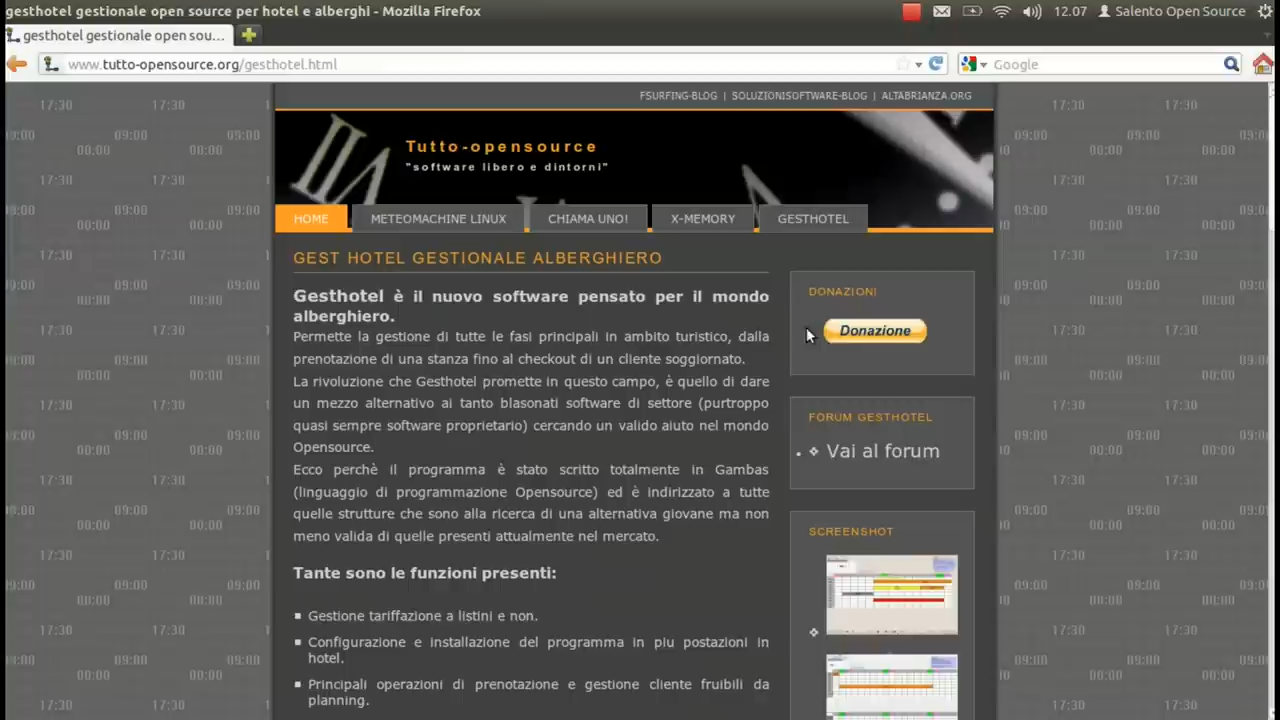 gesthotel gestionale open source per hotel e alberghi - Mozilla Firefox
12.07 Salento Open Source
gesthotel gestionale open sou...
www.tutto-opensource.org/gesthotel.html
Google
FSURFING-BLOG | SOLUZIONISOFTWARE-BLOG | ALTABRIANZA.ORG
Tutto-opensource
"software libero e dintorni"
HOME METEOMACHINE LINUX CHIAMA UNO! X-MEMORY GESTHOTEL
GEST HOTEL GESTIONALE ALBERGHIERO
Gesthotel è il nuovo software pensato per il mondo
alberghiero.
Permette la gestione di tutte le fasi principali in ambito turistico, dalla
prenotazione di una stanza fino al checkout di un cliente soggiornato.
La rivoluzione che Gesthotel promette in questo campo, è quello di dare
un mezzo alternativo ai tanto blasonati software di settore (purtroppo
quasi sempre software proprietario) cercando un valido aiuto nel mondo
Opensource.
Ecco perchè il programma è stato scritto totalmente in Gambas
(linguaggio di programmazione Opensource) ed è indirizzato a tutte
quelle strutture che sono alla ricerca di una alternativa giovane ma non
meno valida di quelle presenti attualmente nel mercato.
Tante sono le funzioni presenti:
Gestione tariffazione a listini e non.
Configurazione e installazione del programma in piu postazioni in
hotel.
Principali operazioni di prenotazione e gestione cliente fruibili da
planning.
DONAZIONI
Donazione
FORUM GESTHOTEL
Vai al forum
SCREENSHOT